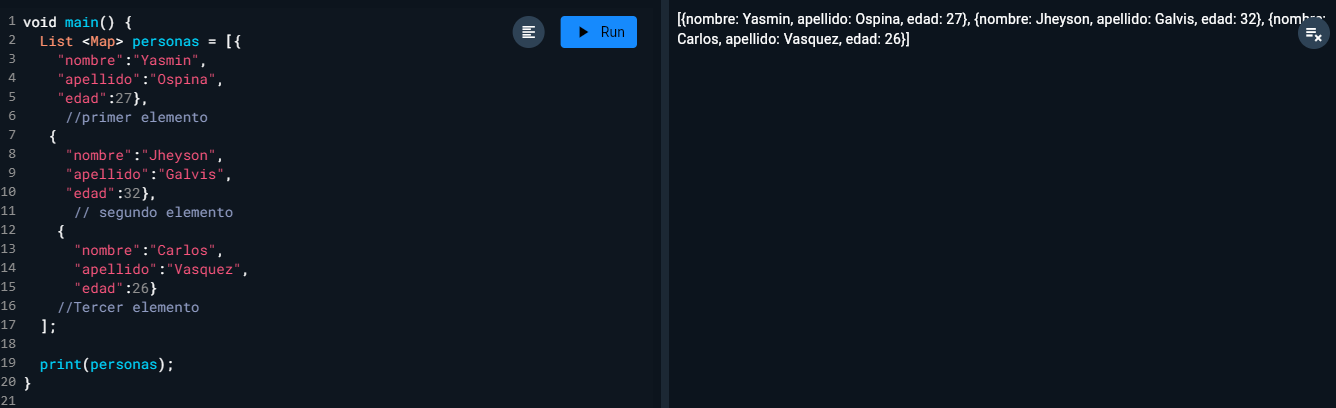 1 void main() {
2 List <Map> personas = [{
3 "nombre":"Yasmin",
4 "apellido":"Ospina",
5 "edad":27},
6 //primer elemento
7 {
8 "nombre":"Jheyson",
9 "apellido":"Galvis",
10 "edad":32},
11 // segundo elemento
12 {
13 "nombre":"Carlos",
14 "apellido":"Vasquez",
15 "edad":26}
16 //Tercer elemento
17 ];
18
19 print(personas);
20 }
21
Run
[{nombre: Yasmin, apellido: Ospina, edad: 27}, {nombre: Jheyson, apellido: Galvis, edad: 32}, {nombre:
Carlos, apellido: Vasquez, edad: 26}]